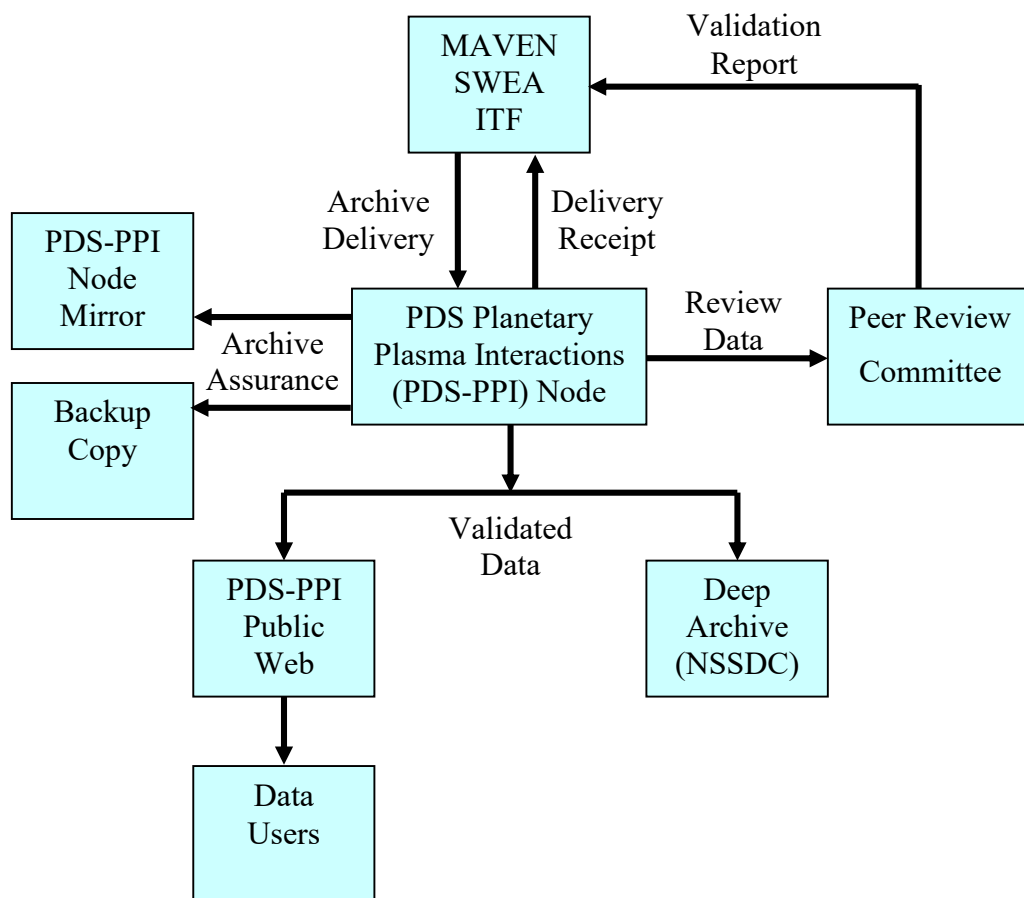 MAVEN
SWEA
ITF
Validation
Report
Archive
Delivery
Delivery
Receipt
PDS-PPI
Node
Mirror
Archive
Assurance
Backup
Copy
PDS Planetary
Plasma Interactions
(PDS-PPI) Node
Review
Data
Peer Review
Committee
Validated
Data
PDS-PPI
Public
Web
Deep
Archive
(NSSDC)
Data
Users